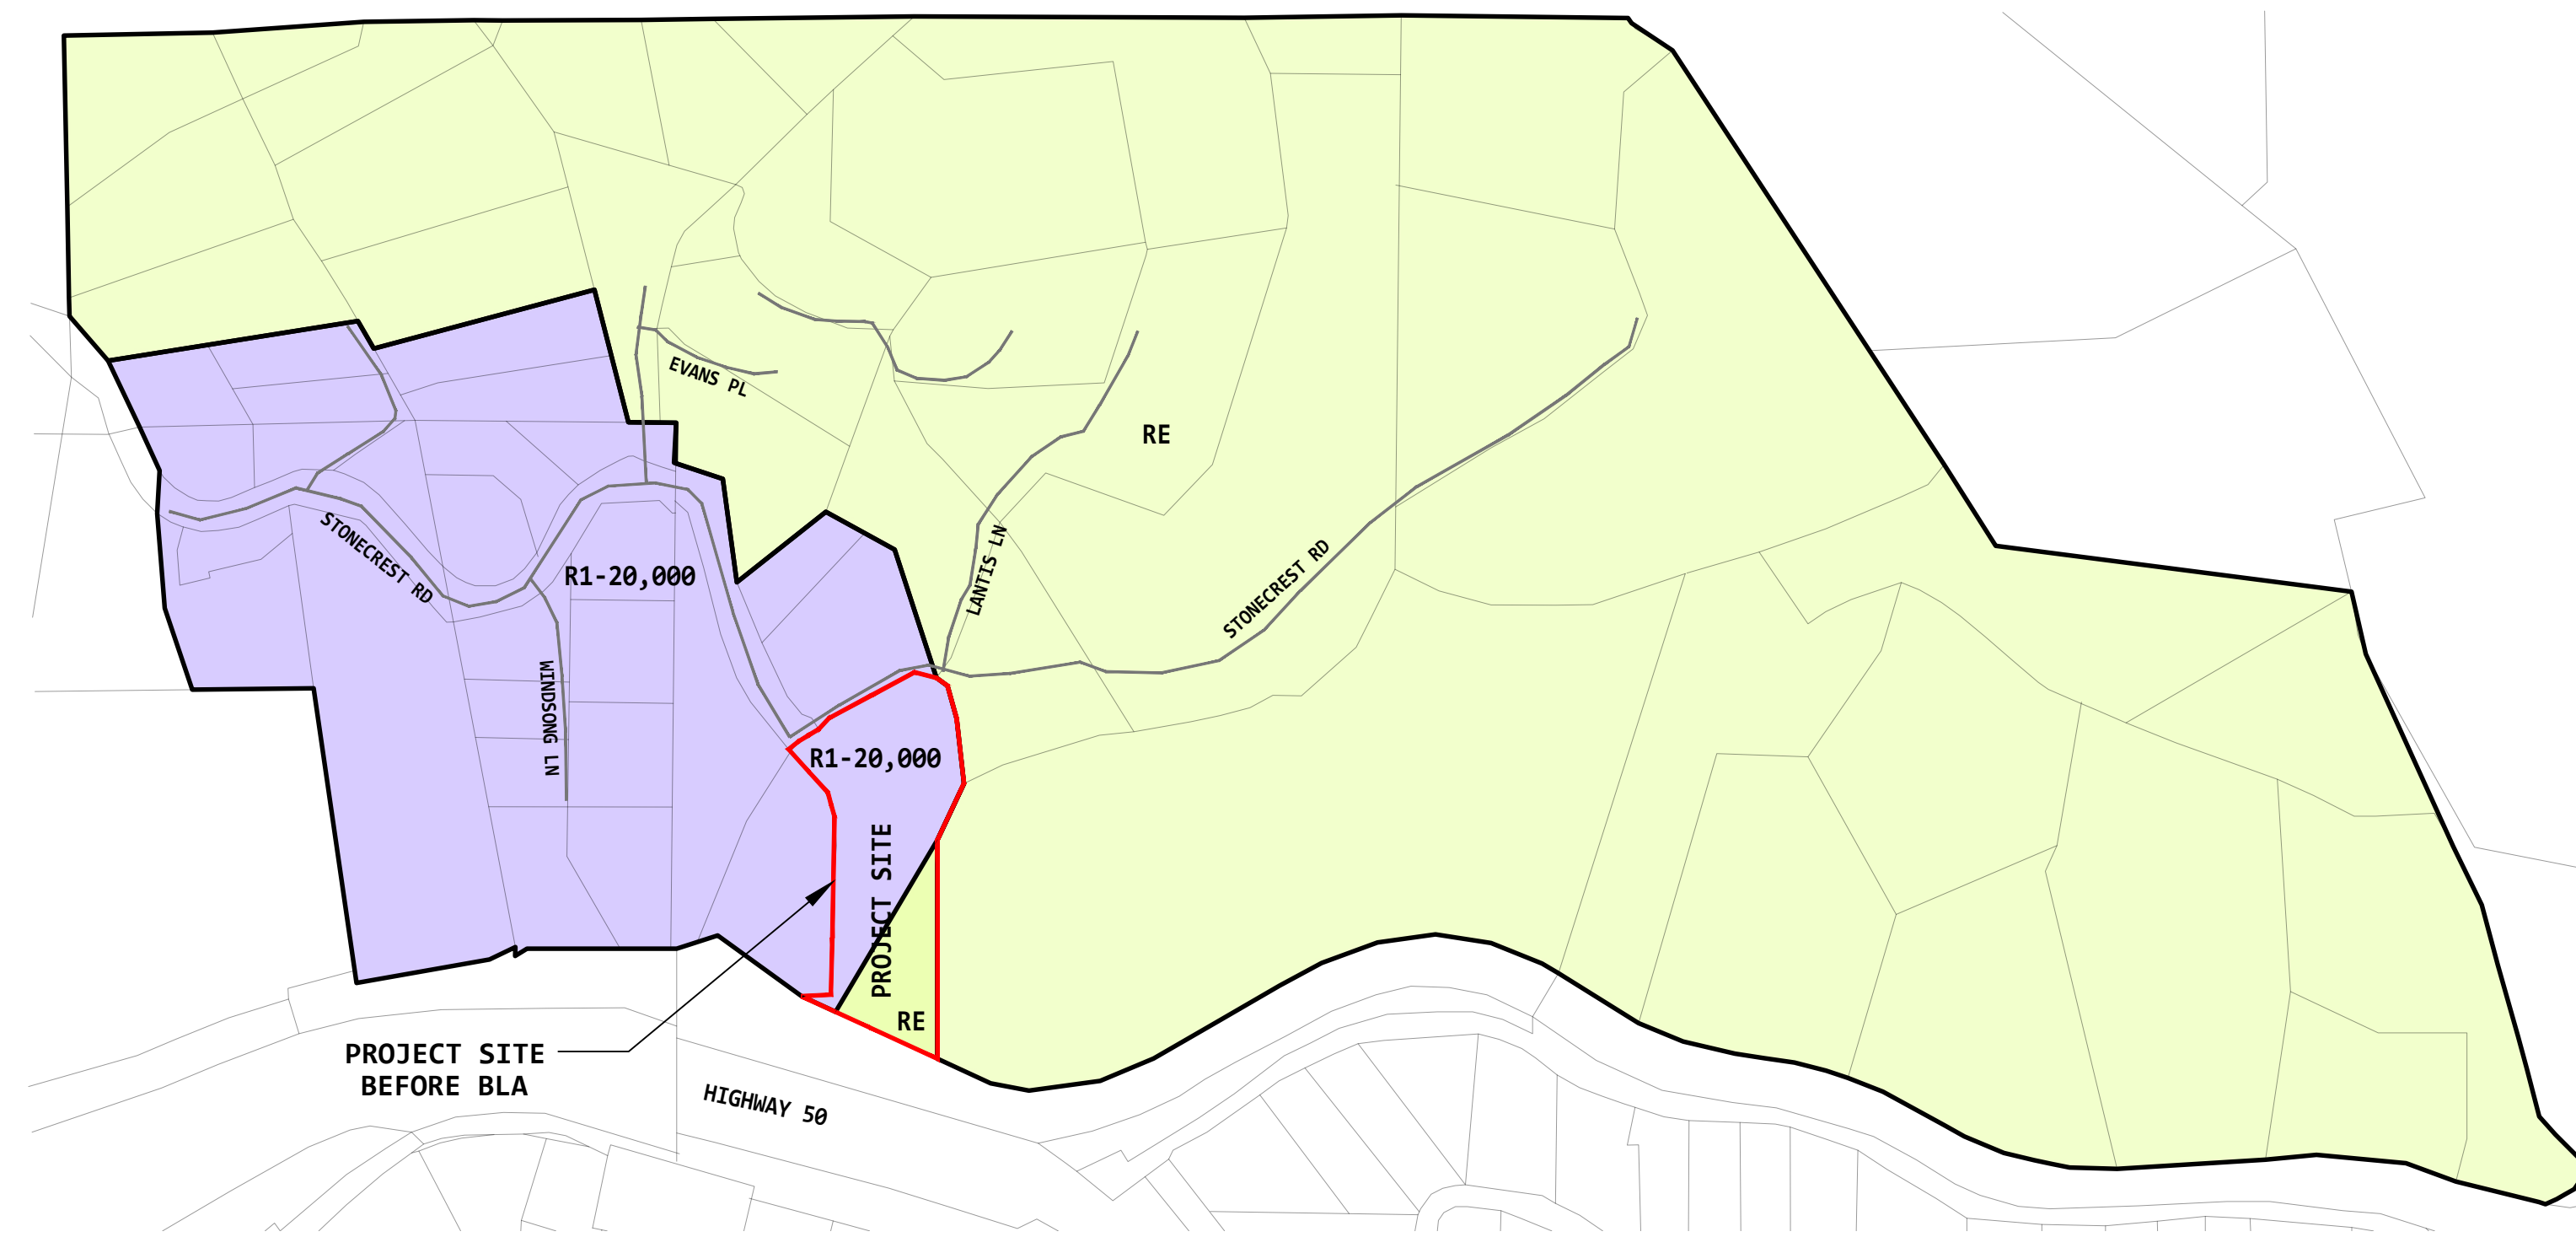 EVANS PL
RE
STONECREST RD
R1-20,000
LANTIS LN
STONECREST RD
WINDSONG LN
R1-20,000
PROJECT SITE
RE
PROJECT SITE
BEFORE BLA
HIGHWAY 50